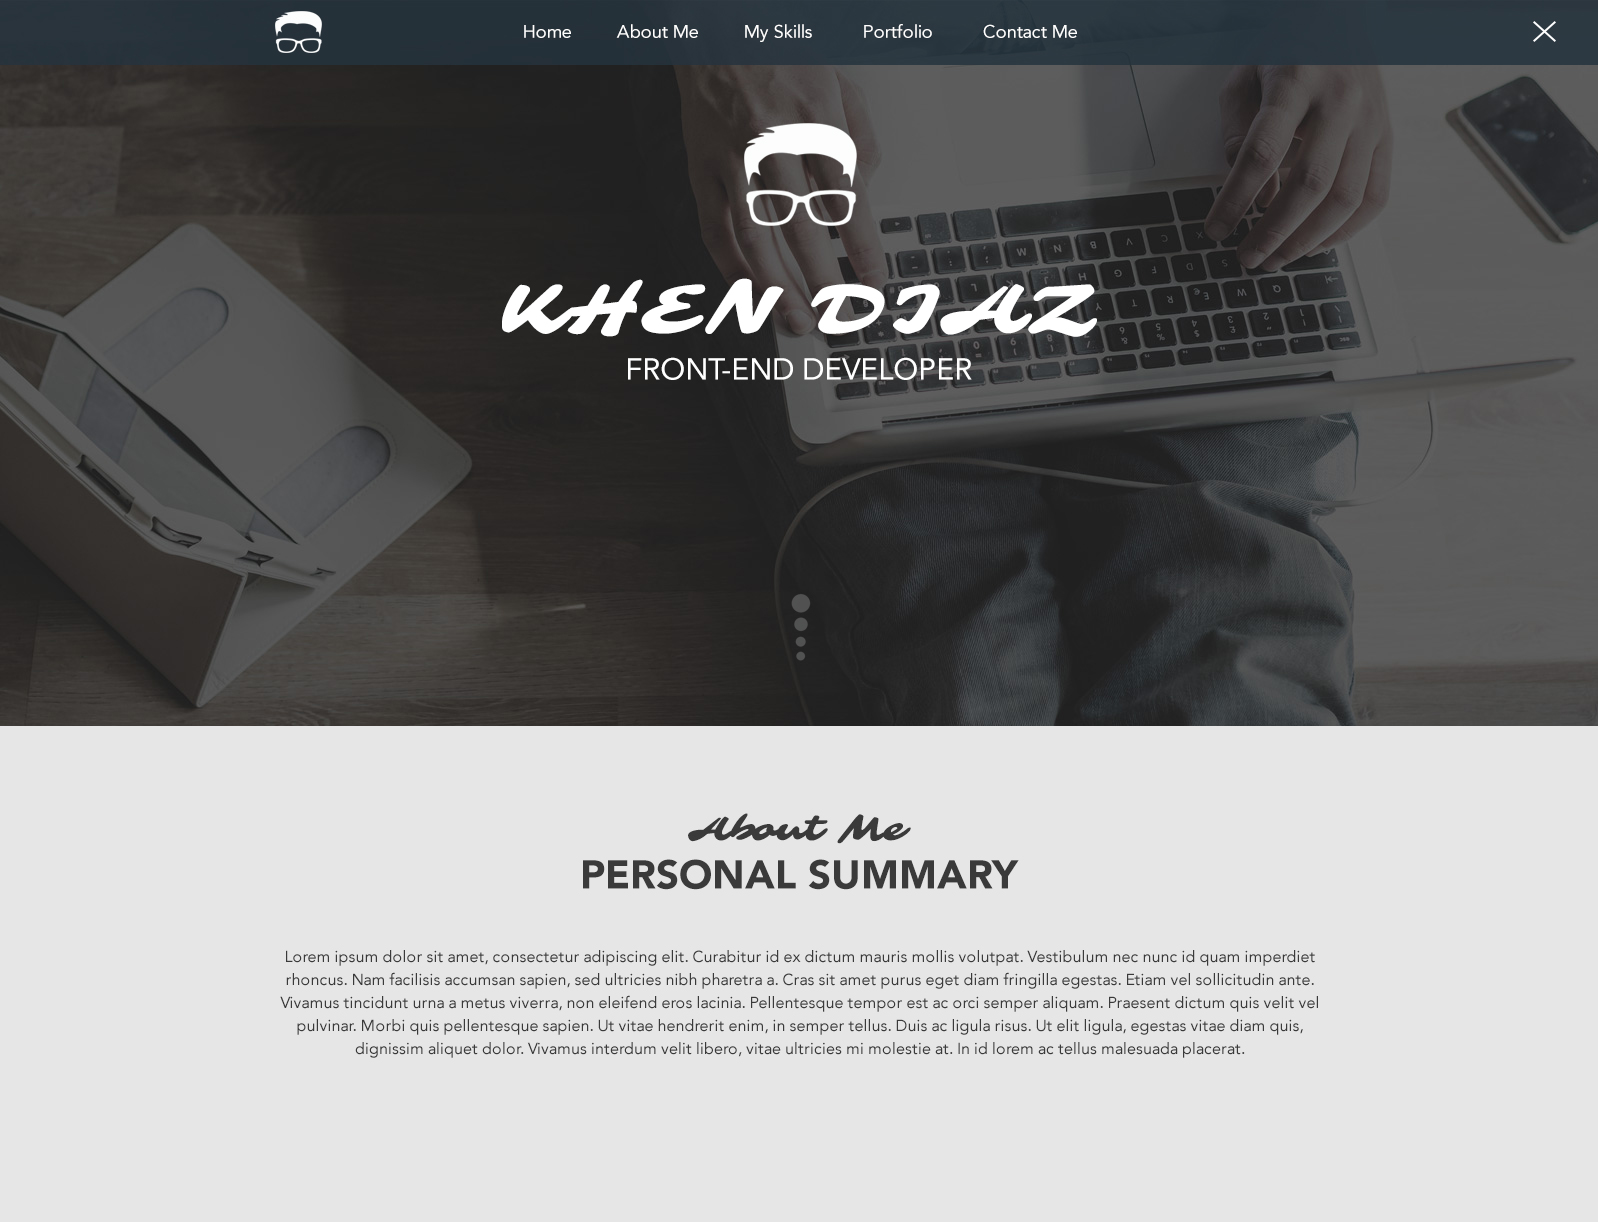 Home About Me My Skills Portfolio Contact Me
KHEN DIAZ
FRONT-END DEVELOPER
About Me
PERSONAL SUMMARY
Lorem ipsum dolor sit amet, consectetur adipiscing elit. Curabitur id ex dictum mauris mollis volutpat. Vestibulum nec nunc id quam imperdiet
rhoncus. Nam facilisis accumsan sapien, sed ultricies nibh pharetra a. Cras sit amet purus eget diam fringilla egestas. Etiam vel sollicitudin ante.
Vivamus tincidunt urna a metus viverra, non eleifend eros lacinia. Pellentesque tempor est ac orci semper aliquam. Praesent dictum quis velit vel
pulvinar. Morbi quis pellentesque sapien. Ut vitae hendrerit enim, in semper tellus. Duis ac ligula risus. Ut elit ligula, egestas vitae diam quis,
dignissim aliquet dolor. Vivamus interdum velit libero, vitae ultricies mi molestie at. In id lorem ac tellus malesuada placerat.